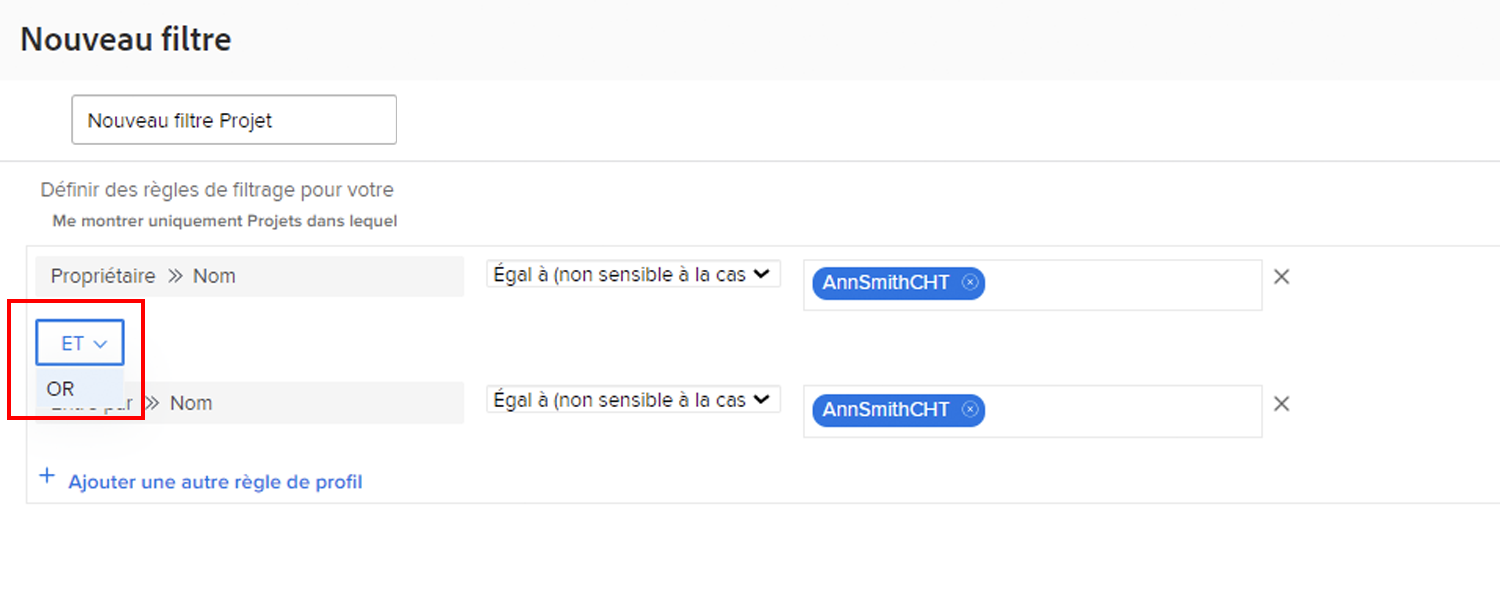 Nouveau filtre
Nouveau filtre Projet
Définir des règles de filtrage pour votre
Me montrer uniquement Projets dans lequel
Propriétaire >> Nom Égal à (non sensible à la cas AnnSmithCHT
ET
OR
par >> Nom Égal à (non sensible à la cas AnnSmithCHT
+ Ajouter une autre règle de profil